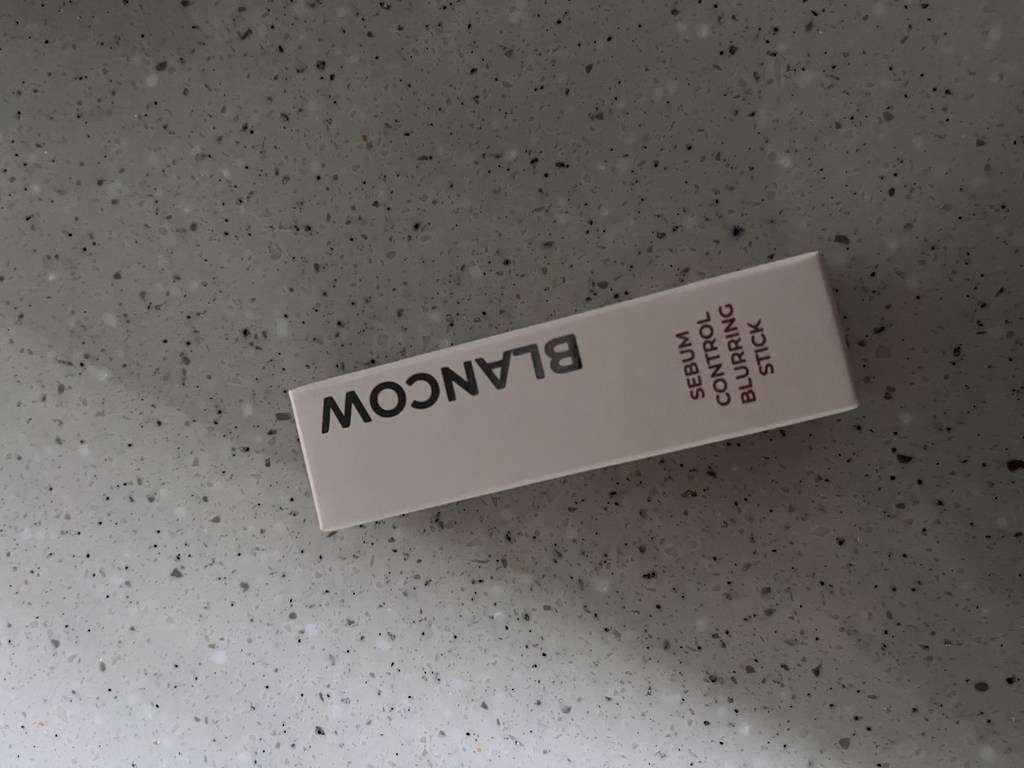 BLANCOW
SEBUM
CONTROL
BLURRING
STICK